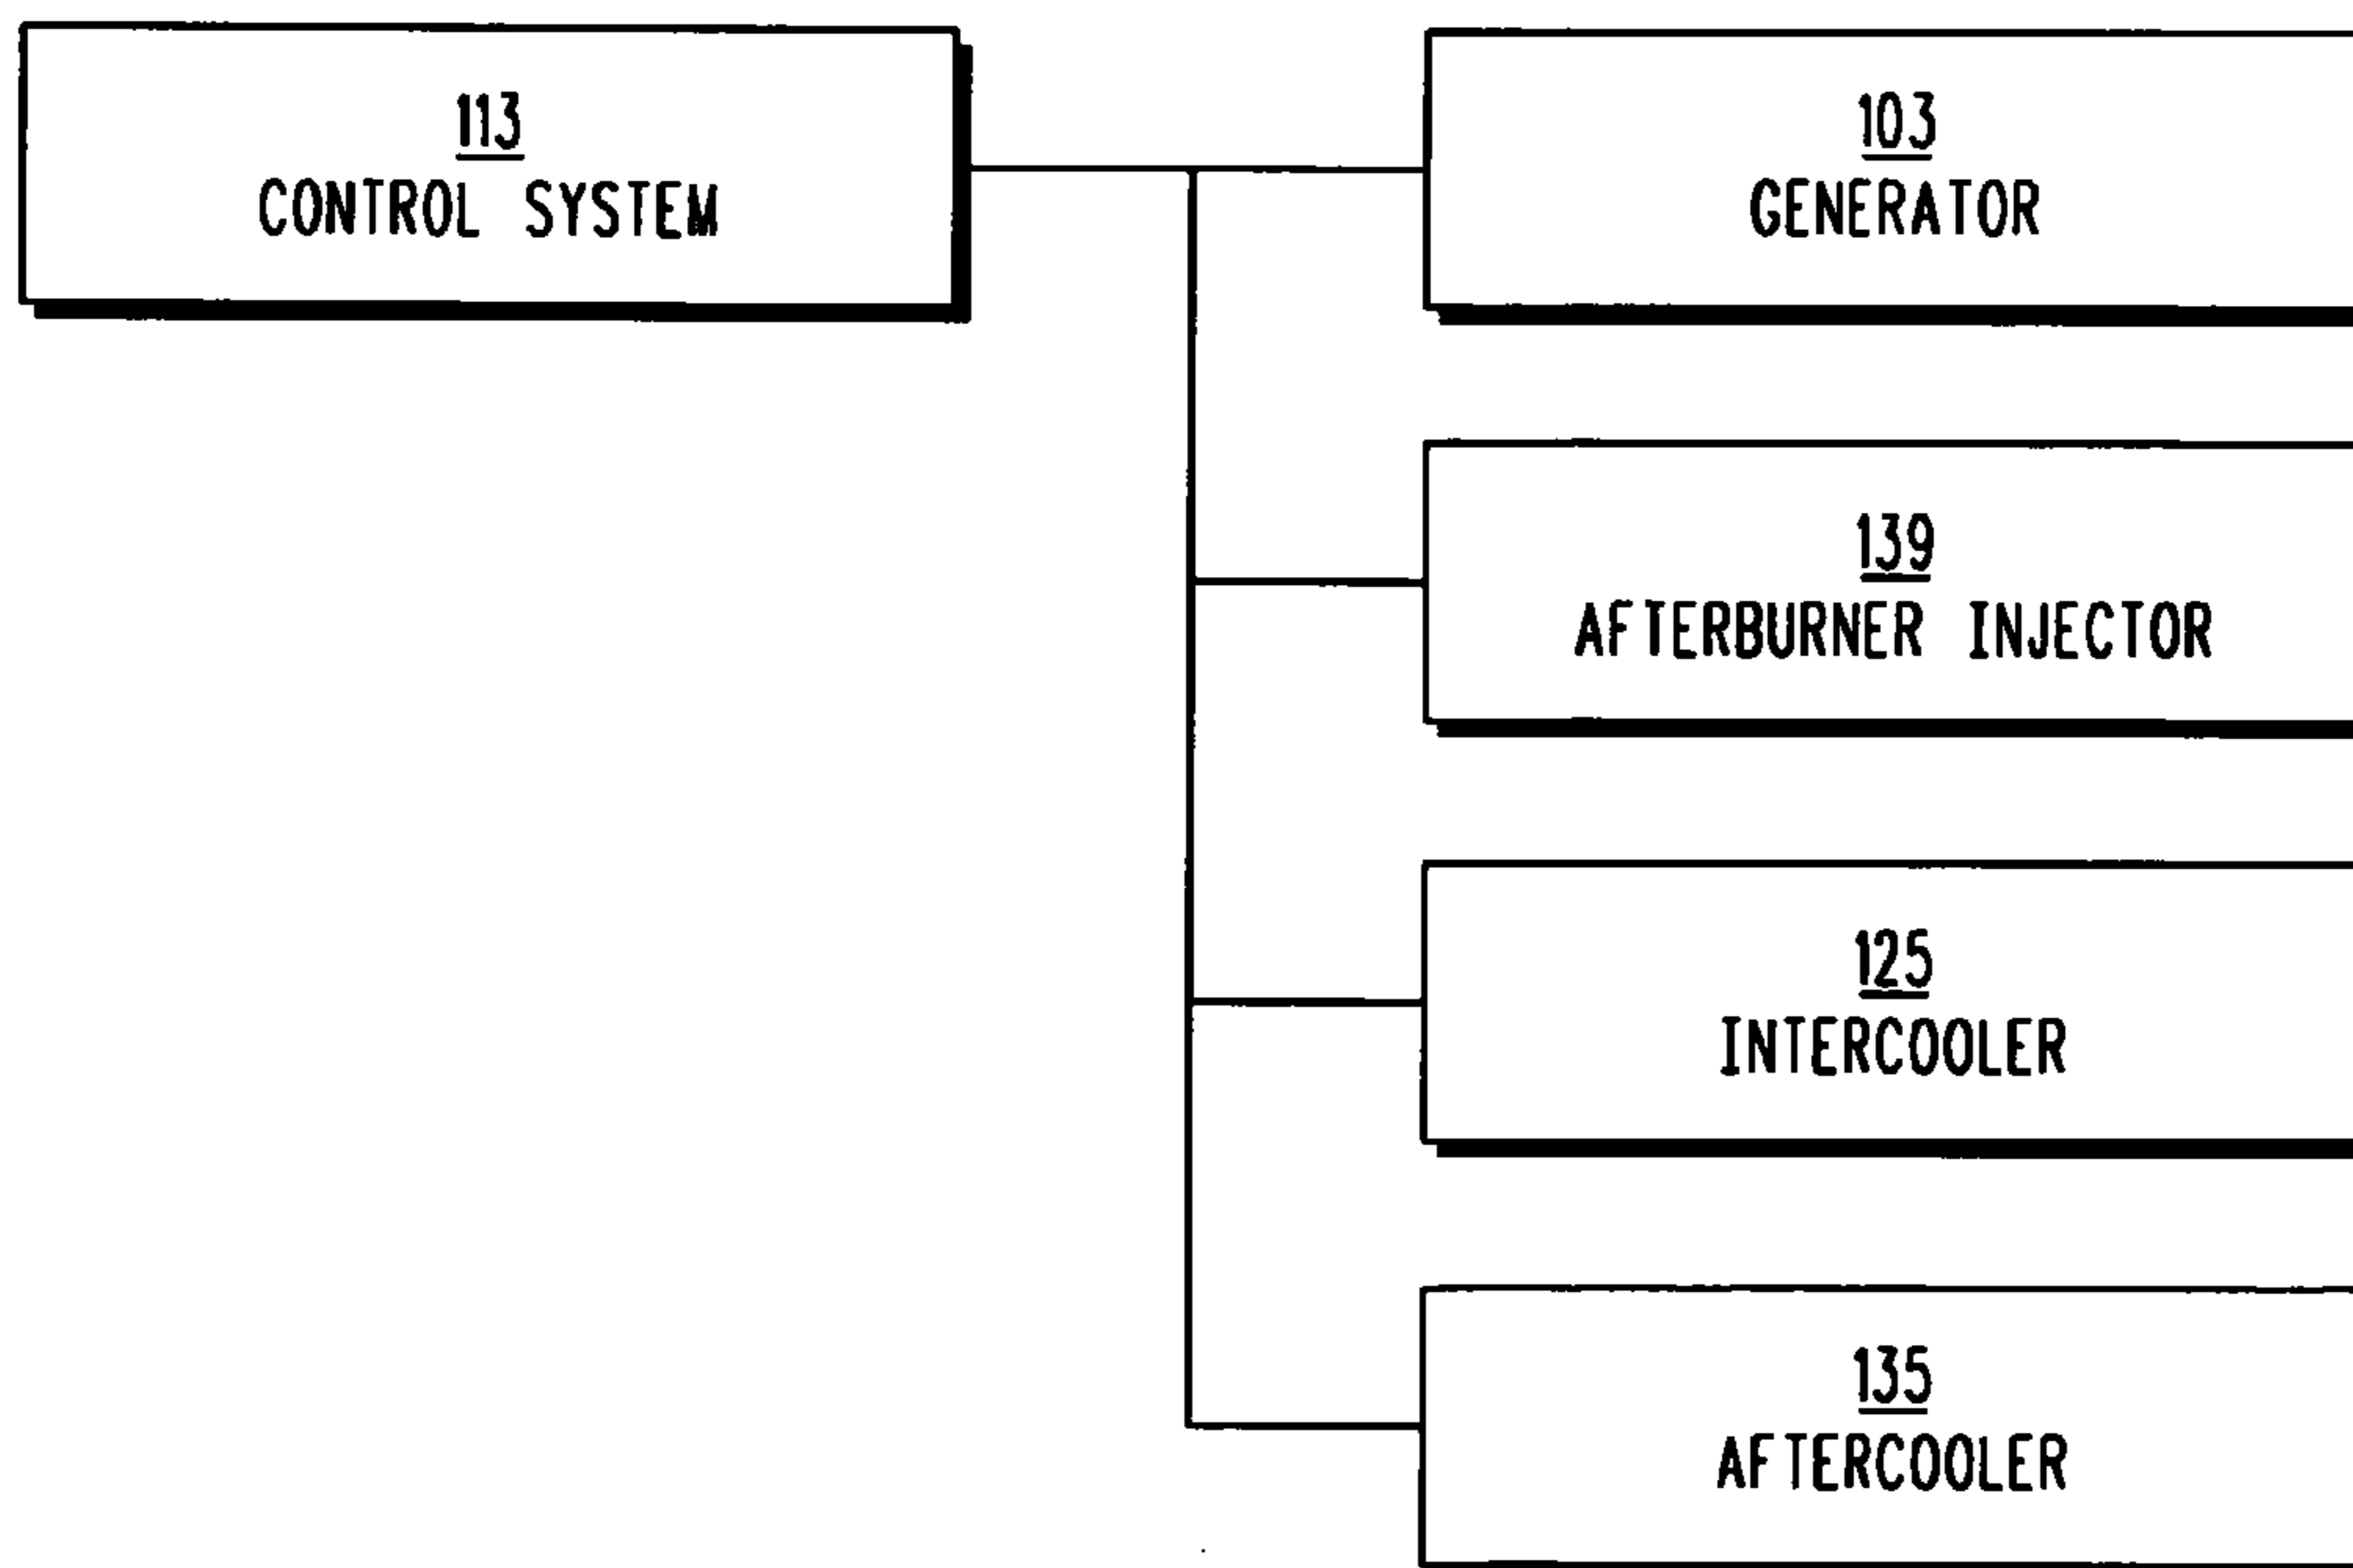 113
CONTROL SYSTEM
103
GENERATOR
139
AFTERBURNER INJECTOR
125
INTERCOOLER
135
AFTERCOOLER